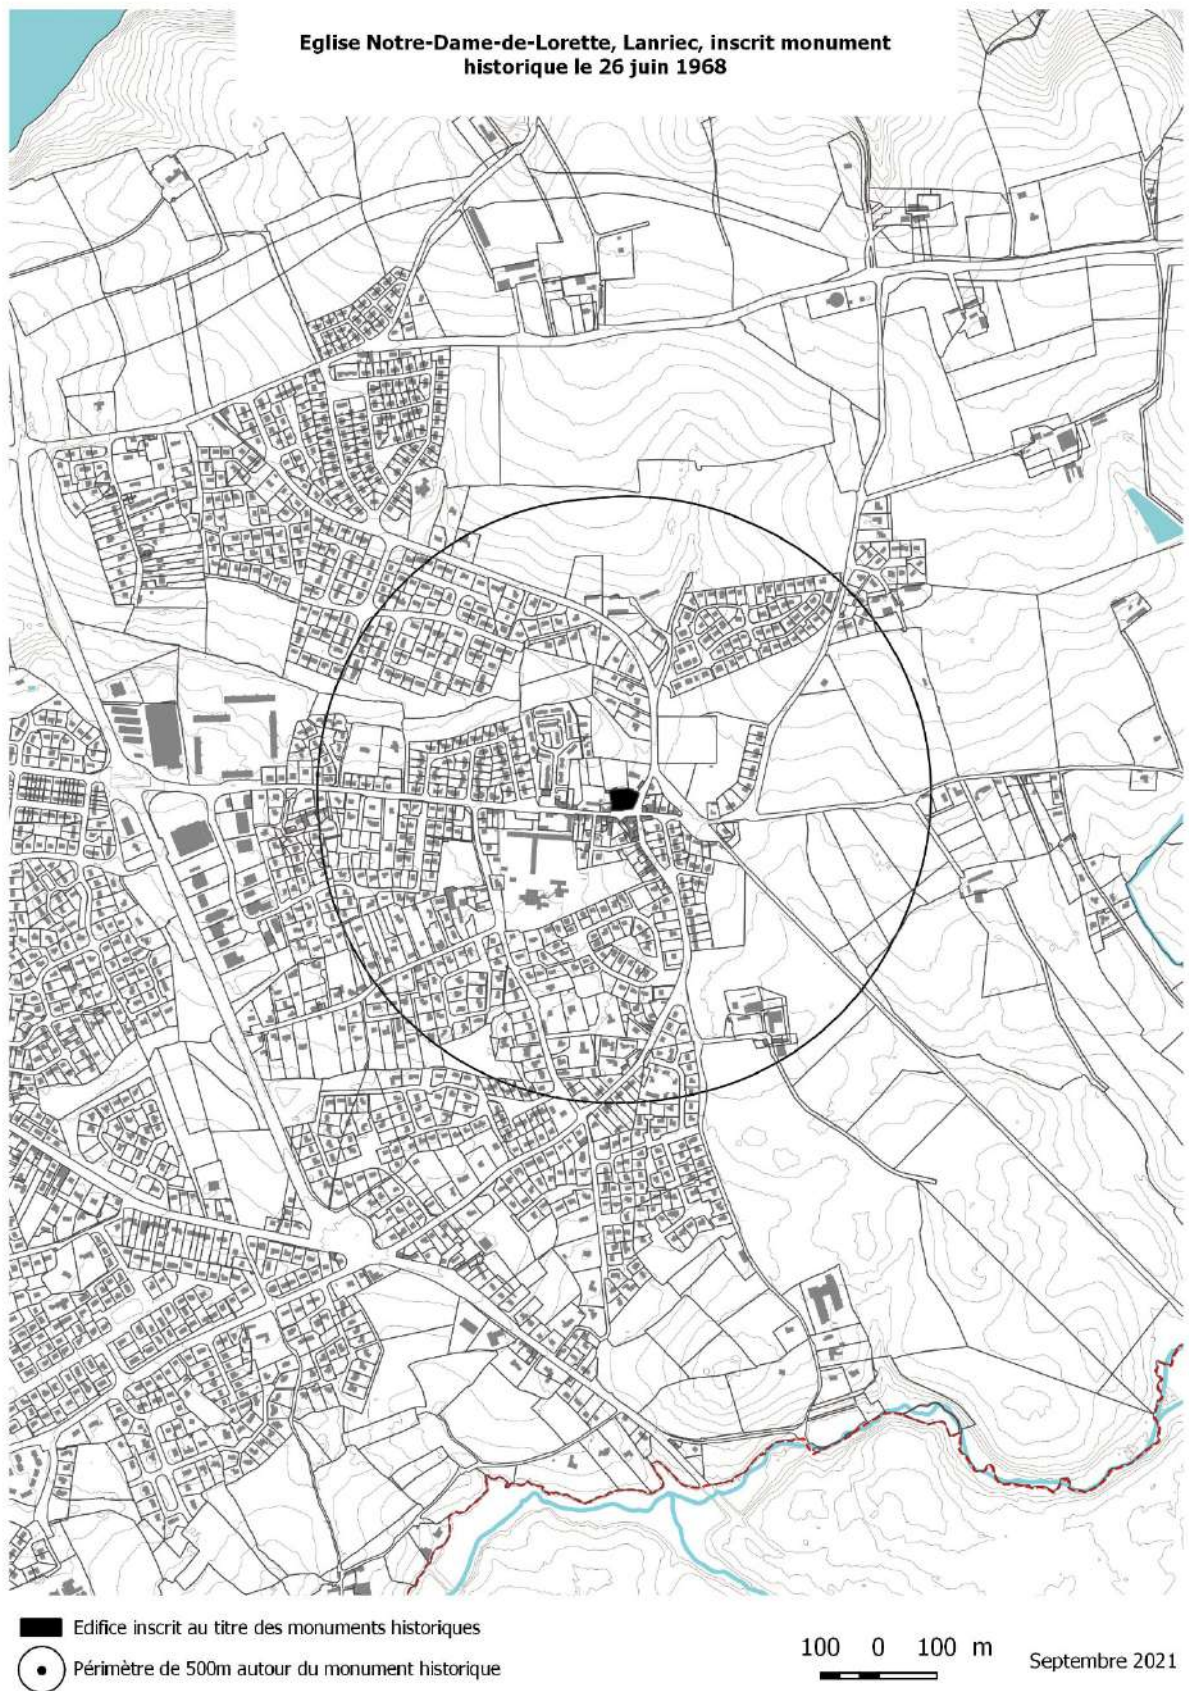 Eglise Notre-Dame-de-Lorette, Lanriec, inscrit monument
historique le 26 juin 1968
Edifice inscrit au titre des monuments historiques
Périmètre de 500m autour du monument historique
100 0 100 m
Septembre 2021